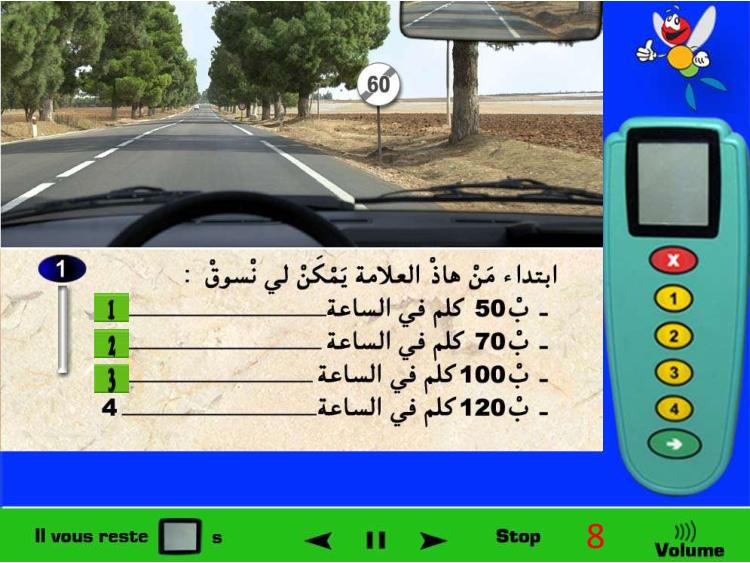 60
1
ابتداء مَنْ هاذْ العلامة يَمْكَنْ لي نْسوقْ :
ـ بْ50 كلم في الساعة 1
ـ بْ70 كلم في الساعة 2
ـ بْ100 كلم في الساعة 3
ـ بْ120 كلم في الساعة 4
X
1
2
3
4
Il vous reste s
Stop
8
Volume